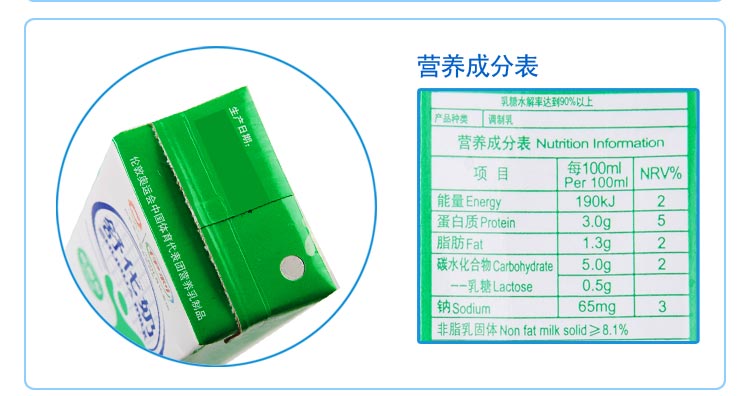 营养成分表
生产日期:
伦敦奥运会中国体育代表团营养乳制品
舒化奶
乳糖水解率达到90%以上
产品种类 调制乳
营养成分表 Nutrition Information
项 目 每100ml Per 100ml NRV%
能量 Energy 190kJ 2
蛋白质 Protein 3.0g 5
脂肪 Fat 1.3g 2
碳水化合物 Carbohydrate 5.0g 2
——乳糖 Lactose 0.5g
钠 Sodium 65mg 3
非脂乳固体 Non fat milk solid≥8.1%